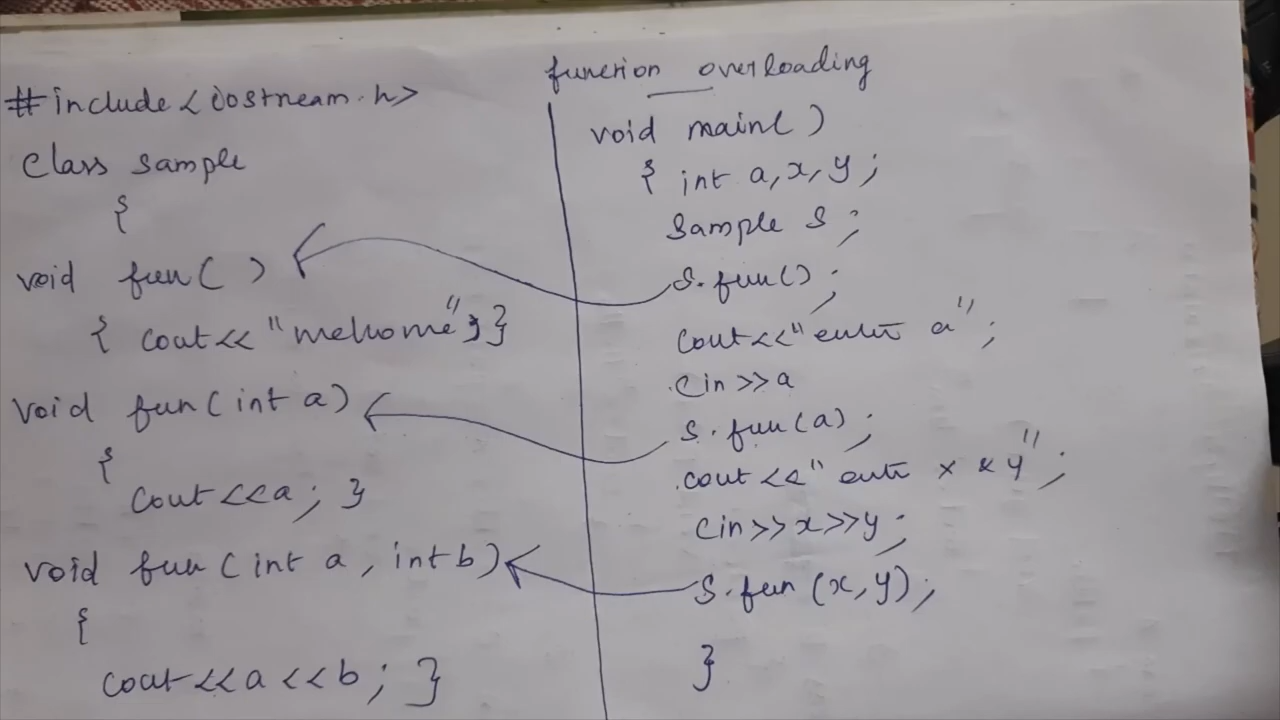 #include<iostream.h>
class sample
{
void fun( )
{ cout<< "welcome"; }
void fun(int a)
{
cout<<a; }
void fun(int a, int b)
{
cout<<a<<b; }
function overloading
void main()
{ int a, x, y;
Sample S;
S.fun();
cout<<"enter a";
cin>>a
S.fun(a);
cout<<"enter x & y";
cin>>x>>y;
S.fun(x,y);
}